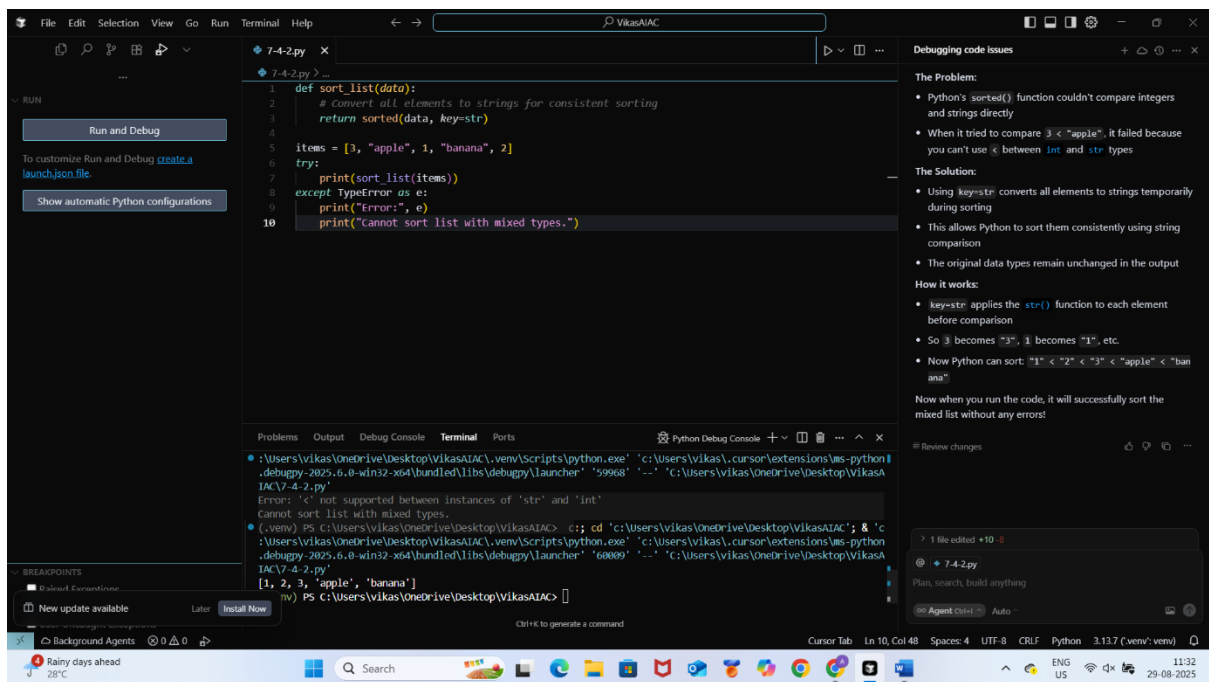 File Edit Selection View Go Run Terminal Help
VikasAIAC
RUN
Run and Debug
To customize Run and Debug create a
launch.json file.
Show automatic Python configurations
BREAKPOINTS
Raised Exceptions
New update available Later Install Now
7-4-2.py
7-4-2.py > ...
1 def sort_list(data):
2 # Convert all elements to strings for consistent sorting
3 return sorted(data, key=str)
4
5 items = [3, "apple", 1, "banana", 2]
6 try:
7 print(sort_list(items))
8 except TypeError as e:
9 print("Error:", e)
10 print("Cannot sort list with mixed types.")
Problems Output Debug Console Terminal Ports
Python Debug Console
:\Users\vikas\OneDrive\Desktop\VikasAIAC\.venv\Scripts\python.exe' 'c:\Users\vikas\.cursor\extensions\ms-python
.debugpy-2025.6.0-win32-x64\bundled\libs\debugpy\launcher' '59968' '--' 'C:\Users\vikas\OneDrive\Desktop\VikasA
IAC\7-4-2.py'
Error: '<' not supported between instances of 'str' and 'int'
Cannot sort list with mixed types.
(.venv) PS C:\Users\vikas\OneDrive\Desktop\VikasAIAC> c:; cd 'c:\Users\vikas\OneDrive\Desktop\VikasAIAC'; & 'c
:\Users\vikas\OneDrive\Desktop\VikasAIAC\.venv\Scripts\python.exe' 'c:\Users\vikas\.cursor\extensions\ms-python
.debugpy-2025.6.0-win32-x64\bundled\libs\debugpy\launcher' '60009' '--' 'C:\Users\vikas\OneDrive\Desktop\VikasA
IAC\7-4-2.py'
[1, 2, 3, 'apple', 'banana']
nv) PS C:\Users\vikas\OneDrive\Desktop\VikasAIAC>
Ctrl+K to generate a command
Debugging code issues
The Problem:
• Python's sorted() function couldn't compare integers
and strings directly
• When it tried to compare 3 < "apple", it failed because
you can't use < between int and str types
The Solution:
• Using key=str converts all elements to strings temporarily
during sorting
• This allows Python to sort them consistently using string
comparison
• The original data types remain unchanged in the output
How it works:
• key=str applies the str() function to each element
before comparison
• So 3 becomes "3", 1 becomes "1", etc.
• Now Python can sort: "1" < "2" < "3" < "apple" < "ban
ana"
Now when you run the code, it will successfully sort the
mixed list without any errors!
Review changes
> 1 file edited +10 -8
@ 7-4-2.py
Plan, search, build anything
Agent Ctrl+I Auto
Background Agents 0 0
Cursor Tab Ln 10, Col 48 Spaces: 4 UTF-8 CRLF Python 3.13.7 ('.venv': venv)
4 Rainy days ahead
28°C
Search
ENG
US
11:32
29-08-2025